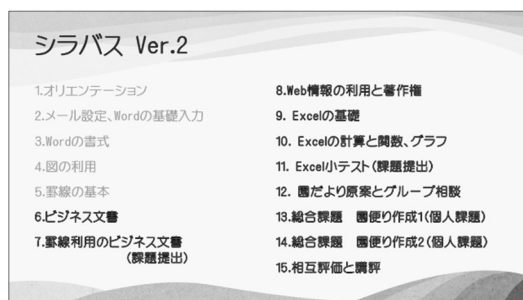 シラバス Ver.2
1.オリエンテーション
2.メール設定、Wordの基礎入力
3.Wordの書式
4.図の利用
5.罫線の基本
6.ビジネス文書
7.罫線利用のビジネス文書
(課題提出)
8.Web情報の利用と著作権
9. Excelの基礎
10. Excelの計算と関数、グラフ
11. Excel小テスト(課題提出)
12. 園だより原案とグループ相談
13.総合課題 園便り作成1(個人課題)
14.総合課題 園便り作成2(個人課題)
15.相互評価と講評